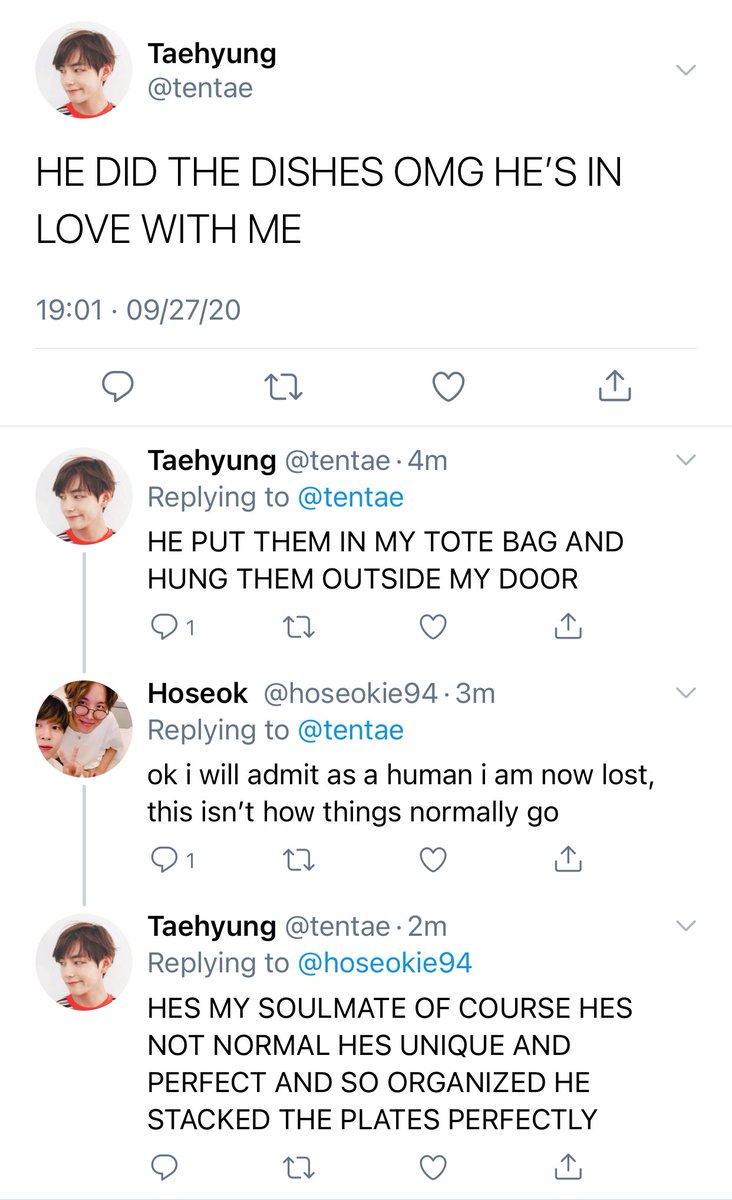 Taehyung
@tentae
HE DID THE DISHES OMG HE’S IN
LOVE WITH ME
19:01 · 09/27/20
Taehyung @tentae · 4m
Replying to @tentae
HE PUT THEM IN MY TOTE BAG AND
HUNG THEM OUTSIDE MY DOOR
1
Hoseok @hoseokie94 · 3m
Replying to @tentae
ok i will admit as a human i am now lost,
this isn’t how things normally go
1
Taehyung @tentae · 2m
Replying to @hoseokie94
HES MY SOULMATE OF COURSE HES
NOT NORMAL HES UNIQUE AND
PERFECT AND SO ORGANIZED HE
STACKED THE PLATES PERFECTLY